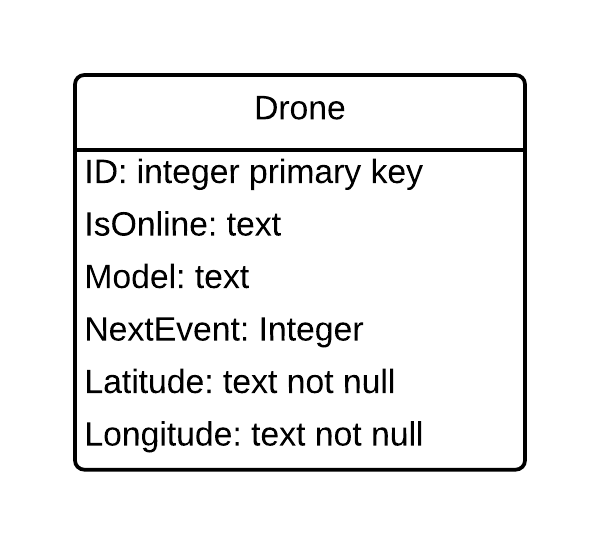 Drone
ID: integer primary key
IsOnline: text
Model: text
NextEvent: Integer
Latitude: text not null
Longitude: text not null